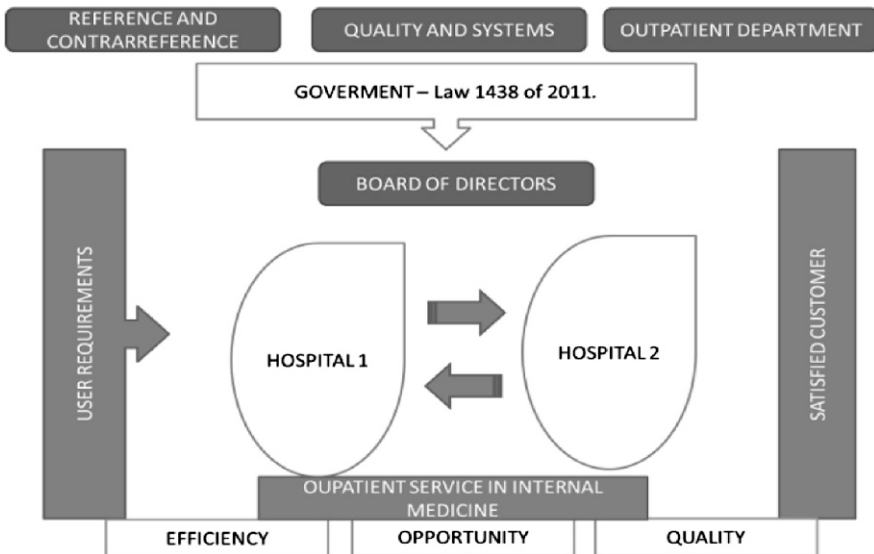 REFERENCE AND
CONTRARREFERENCE
QUALITY AND SYSTEMS
OUTPATIENT DEPARTMENT
GOVERMENT – Law 1438 of 2011.
BOARD OF DIRECTORS
USER REQUIREMENTS
HOSPITAL 1
HOSPITAL 2
SATISFIED CUSTOMER
OUPATIENT SERVICE IN INTERNAL
MEDICINE
EFFICIENCY
OPPORTUNITY
QUALITY